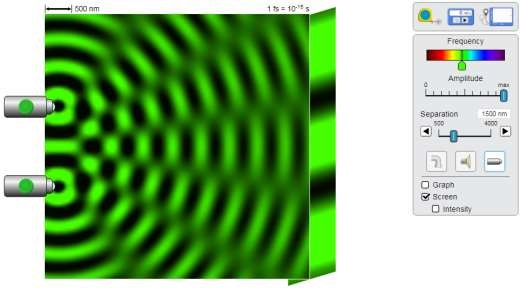 500 nm
1 fs = 10⁻¹⁵ s
Frequency
Amplitude
0 max
Separation 1500 nm
500 4000
Graph
Screen
Intensity